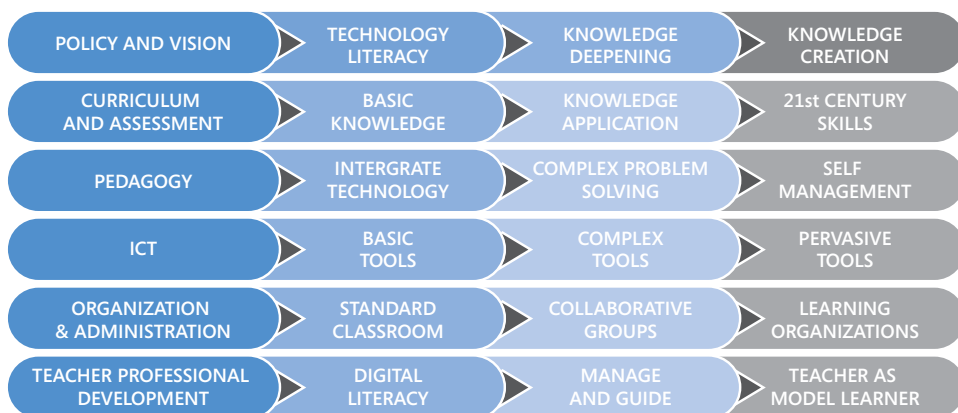 POLICY AND VISION
TECHNOLOGY
LITERACY
KNOWLEDGE
DEEPENING
KNOWLEDGE
CREATION
CURRICULUM
AND ASSESSMENT
BASIC
KNOWLEDGE
KNOWLEDGE
APPLICATION
21st CENTURY
SKILLS
PEDAGOGY
INTERGRATE
TECHNOLOGY
COMPLEX PROBLEM
SOLVING
SELF
MANAGEMENT
ICT
BASIC
TOOLS
COMPLEX
TOOLS
PERVASIVE
TOOLS
ORGANIZATION
& ADMINISTRATION
STANDARD
CLASSROOM
COLLABORATIVE
GROUPS
LEARNING
ORGANIZATIONS
TEACHER PROFESSIONAL
DEVELOPMENT
DIGITAL
LITERACY
MANAGE
AND GUIDE
TEACHER AS
MODEL LEARNER